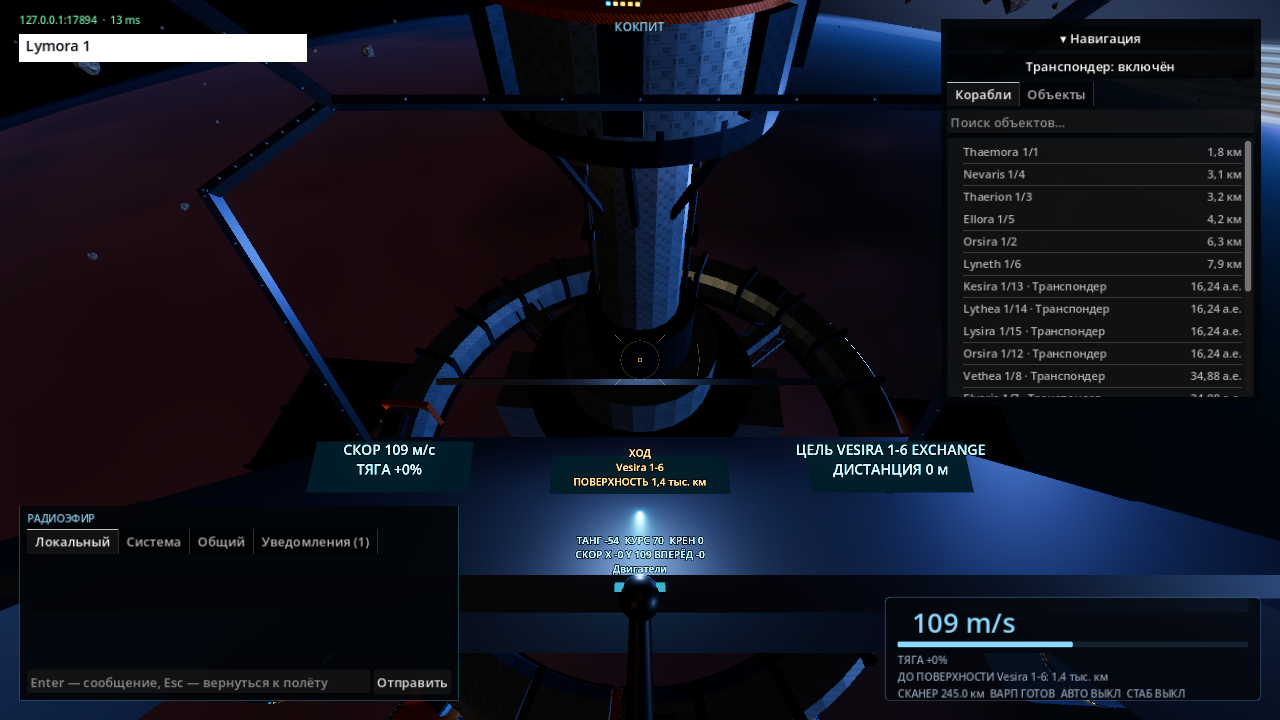 127.0.0.1:17894 · 13 ms
Lymora 1
КОКПИТ
▾ Навигация
Транспондер: включён
Корабли Объекты
Поиск объектов...
Thaemora 1/1 1,8 км
Nevaris 1/4 3,1 км
Thaerion 1/3 3,2 км
Ellora 1/5 4,2 км
Orsira 1/2 6,3 км
Lyneth 1/6 7,9 км
Kesira 1/13 · Транспондер 16,24 а.е.
Lythea 1/14 · Транспондер 16,24 а.е.
Lysira 1/15 · Транспондер 16,24 а.е.
Orsira 1/12 · Транспондер 16,24 а.е.
Vethea 1/8 · Транспондер 34,88 а.е.
СКОР 109 м/с
ТЯГА +0%
ХОД
Vesira 1-6
ПОВЕРХНОСТЬ 1,4 тыс. км
ЦЕЛЬ VESIRA 1-6 EXCHANGE
ДИСТАНЦИЯ 0 м
РАДИОЭФИР
Локальный Система Общий Уведомления (1)
Enter — сообщение, Esc — вернуться к полёту Отправить
ТАНГ -54 КУРС 70 КРЕН 0
СКОР X -0 Y 109 ВПЕРЁД -0
Двигатели
109 m/s
ТЯГА +0%
ДО ПОВЕРХНОСТИ Vesira 1-6: 1,4 тыс. км
СКАНЕР 245.0 км ВАРП ГОТОВ АВТО ВЫКЛ СТАБ ВЫКЛ